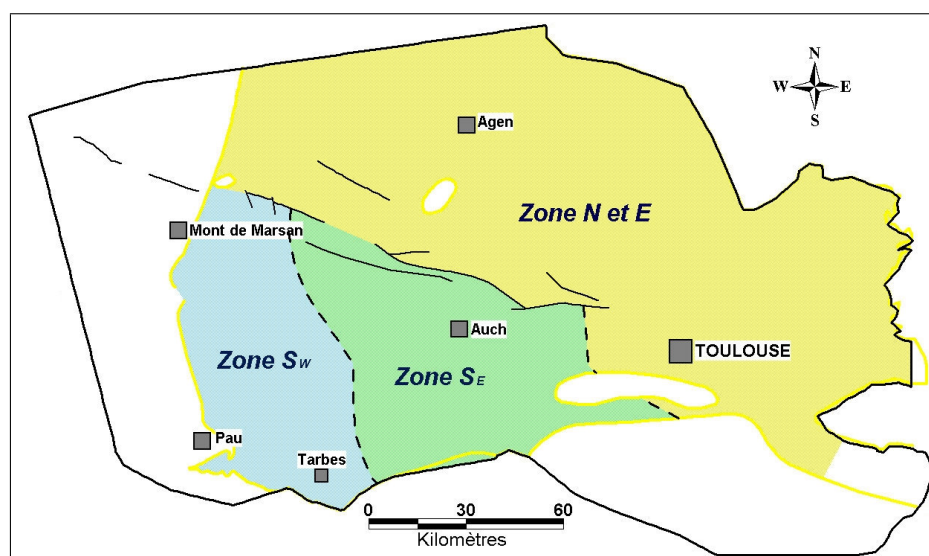 N
W E
S
Agen
Zone N et E
Mont de Marsan
Auch
TOULOUSE
Zone SW
Zone SE
Pau
Tarbes
0 30 60
Kilomètres